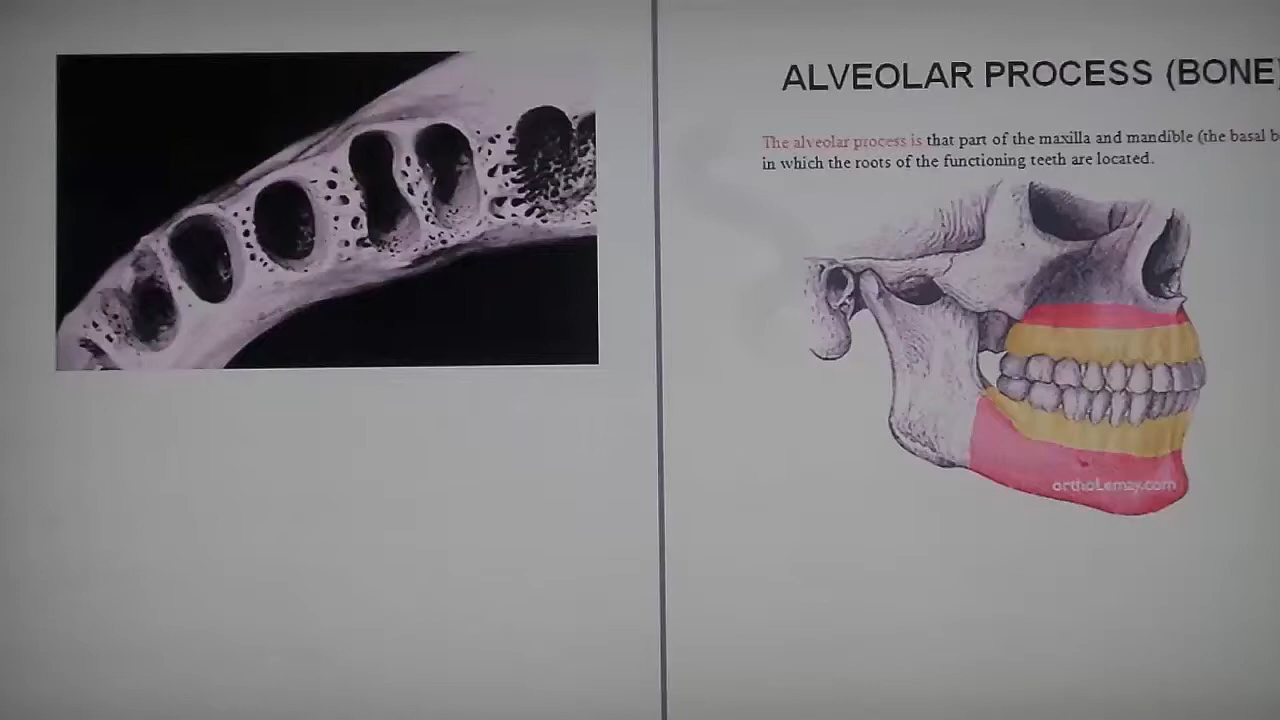 ALVEOLAR PROCESS (BONE)
The alveolar process is that part of the maxilla and mandible (the basal
in which the roots of the functioning teeth are located.
ortholemay.com